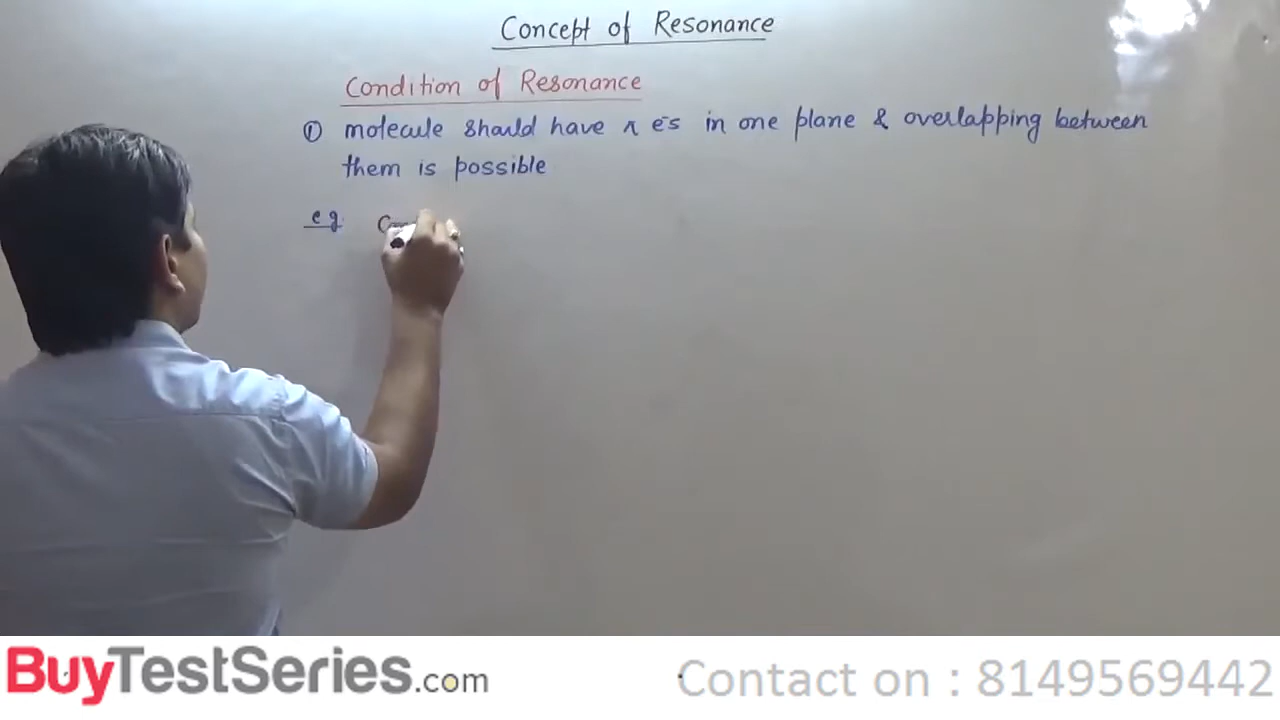 Concept of Resonance
Condition of Resonance
① molecule should have π e⁻s in one plane & overlapping between
them is possible
eg.
BuyTestSeries.com
Contact on : 8149569442